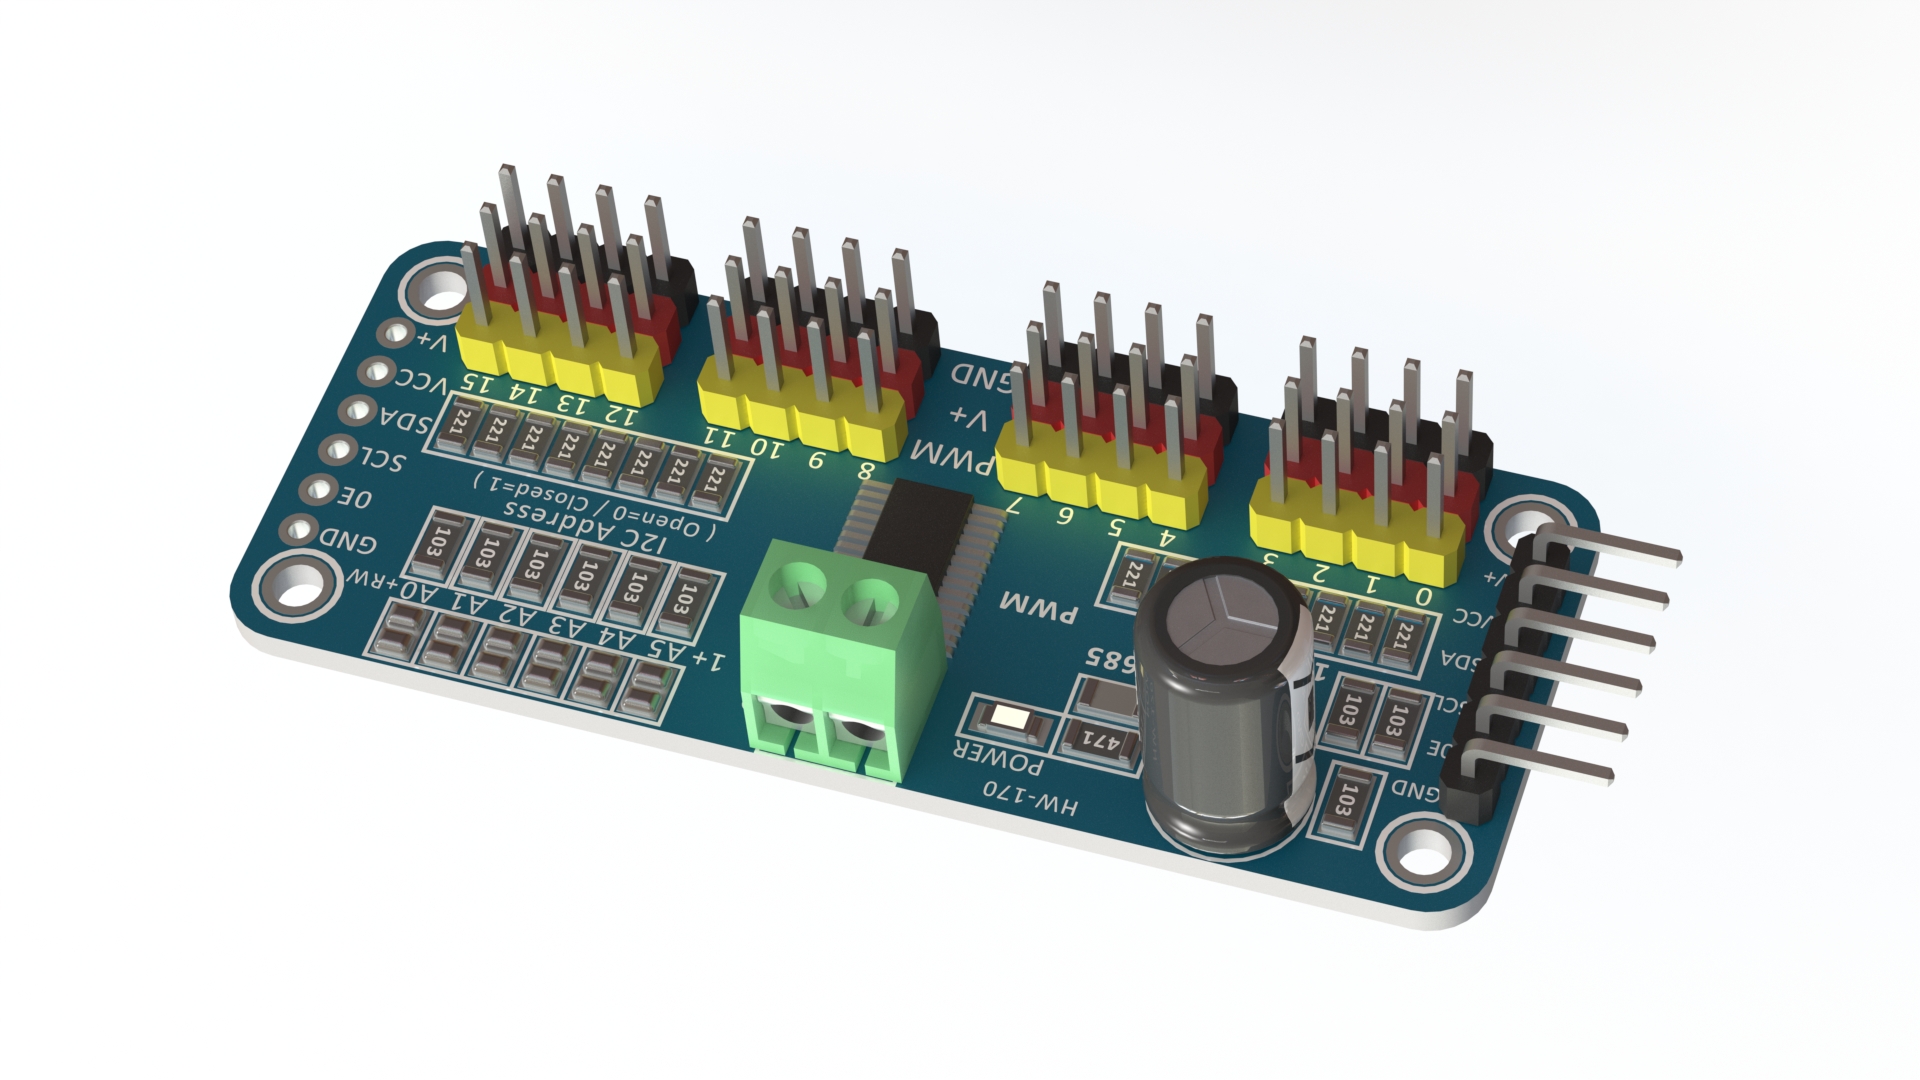 V+
VCC
SDA
SCL
OE
GND
15 14 13 12
11 10 9 8
GND
V+
PWM
7 6 5 4
3 2 1 0
221 221 221 221 221 221 221 221
( Open=0 / Closed=1 )
I2C Address
103 103 103 103 103 103
+RW A0 A1 A2 A3 A4 A5 +1
PWM
685
221
221 221 221
POWER
471
HW-170
103 103
103
V+
VCC
SDA
OE